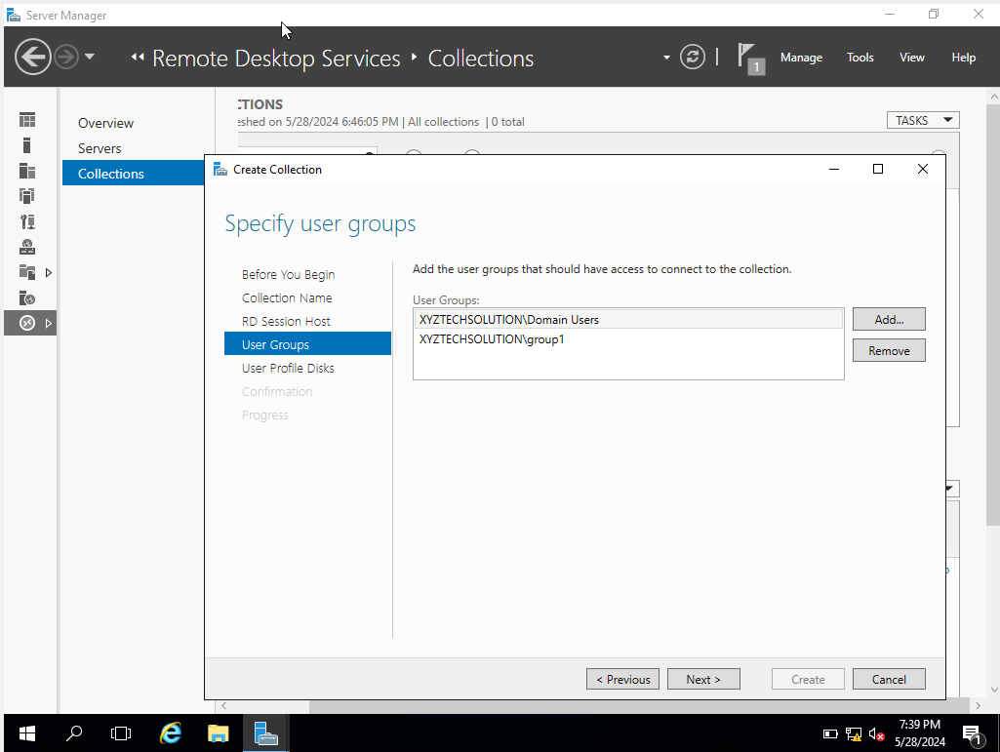 Server Manager
Remote Desktop Services
Collections
1
Manage
Tools
View
Help
Overview
Servers
Collections
TIONS
shed on 5/28/2024 6:46:05 PM | All collections | 0 total
TASKS
Create Collection
Specify user groups
Before You Begin
Collection Name
RD Session Host
User Groups
User Profile Disks
Confirmation
Progress
Add the user groups that should have access to connect to the collection.
User Groups:
XYZTECHSOLUTION\Domain Users
XYZTECHSOLUTION\group1
Add...
Remove
< Previous
Next >
Create
Cancel
7:39 PM
5/28/2024
1